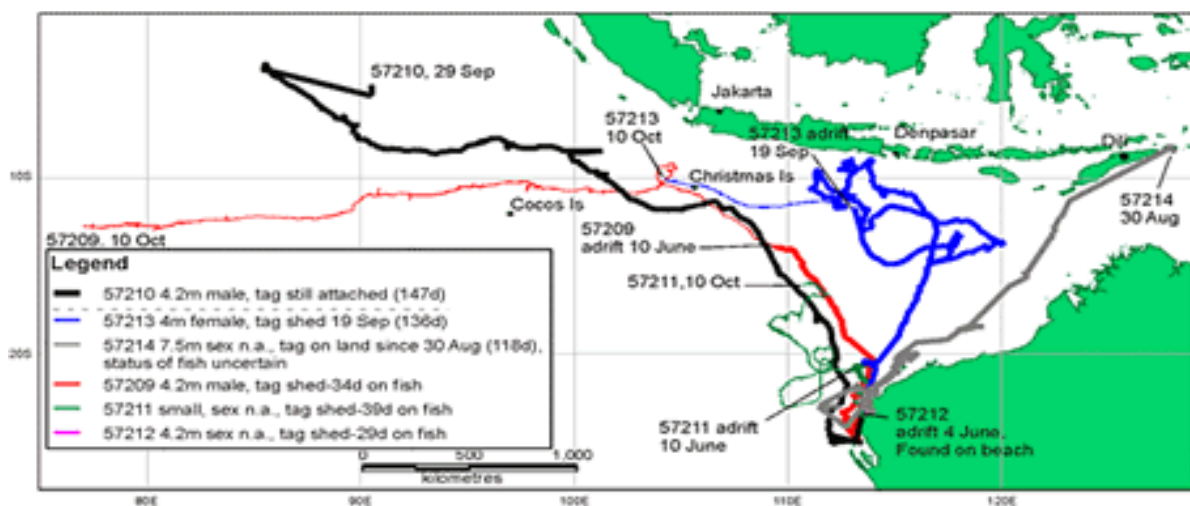 57210, 29 Sep
Jakarta
57213
10 Oct
57213 adrift
19 Sep
Denpasar
Dili
10S
Christmas Is
Cocos Is
57214
30 Aug
57209. 10 Oct
57209
adrift 10 June
57211,10 Oct
Legend
57210 4.2m male, tag still attached (147d)
57213 4m female, tag shed 19 Sep (136d)
57214 7.5m sex n.a., tag on land since 30 Aug (118d),
status of fish uncertain
57209 4.2m male, tag shed-34d on fish
57211 small, sex n.a., tag shed-39d on fish
57212 4.2m sex n.a., tag shed-29d on fish
20S
57211 adrift
10 June
57212
adrift 4 June,
Found on beach
0 500 1,000
kilometres
80E 90E 100E 110E 120E